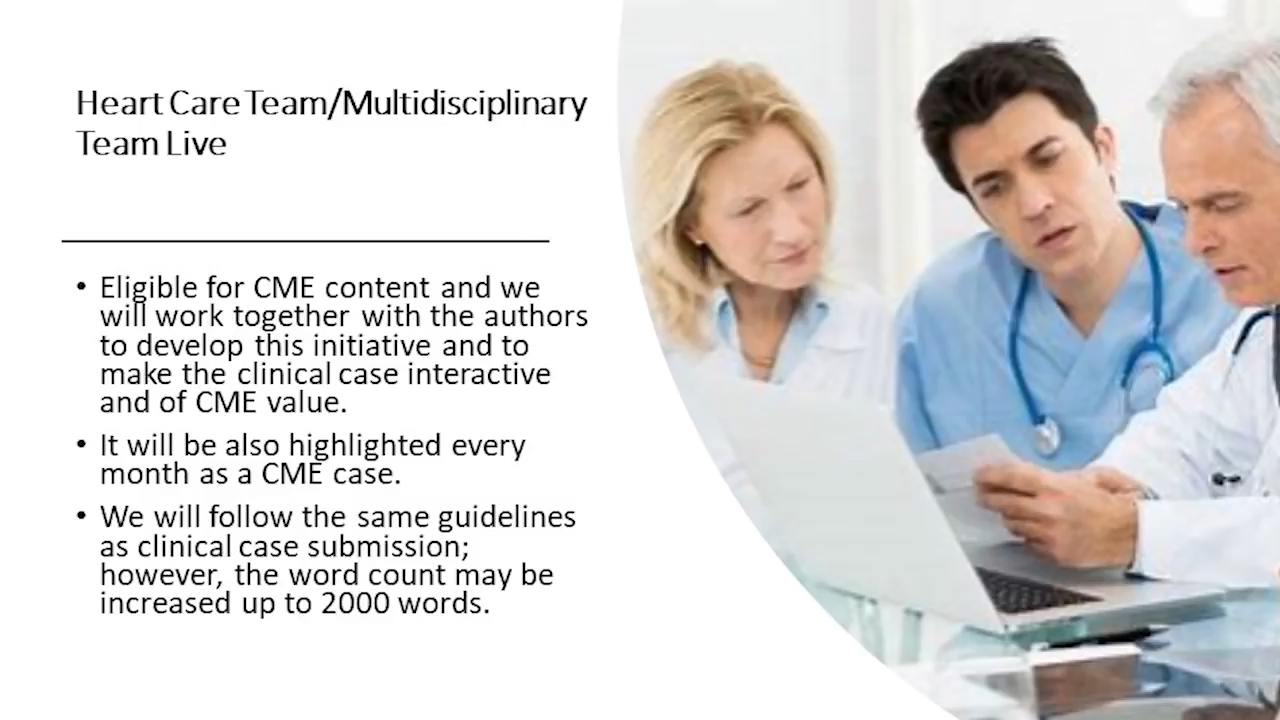 Heart Care Team/Multidisciplinary
Team Live
• Eligible for CME content and we
will work together with the authors
to develop this initiative and to
make the clinical case interactive
and of CME value.
• It will be also highlighted every
month as a CME case.
• We will follow the same guidelines
as clinical case submission;
however, the word count may be
increased up to 2000 words.